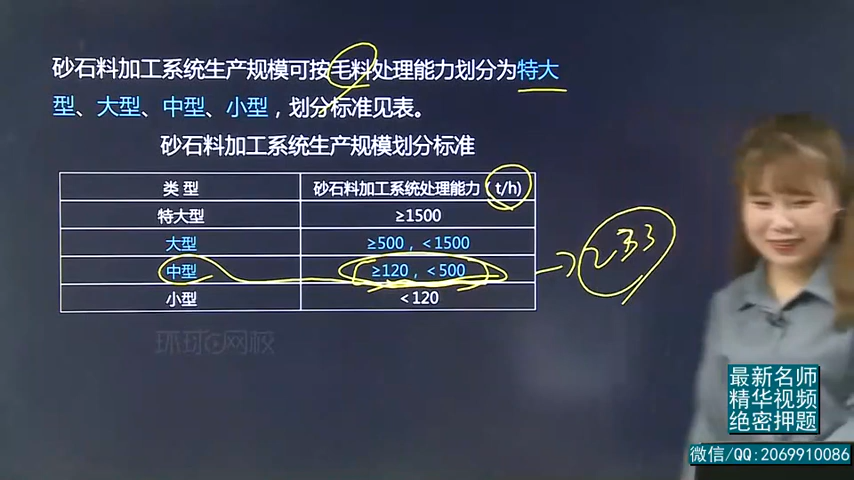 砂石料加工系统生产规模可按毛料处理能力划分为特大
型、大型、中型、小型，划分标准见表。
砂石料加工系统生产规模划分标准
类 型 砂石料加工系统处理能力（t/h)
特大型 ≥1500
大型 ≥500，＜1500
中型 ≥120，＜500
小型 ＜120
233
环球网校
最新名师
精华视频
绝密押题
微信/QQ:2069910086